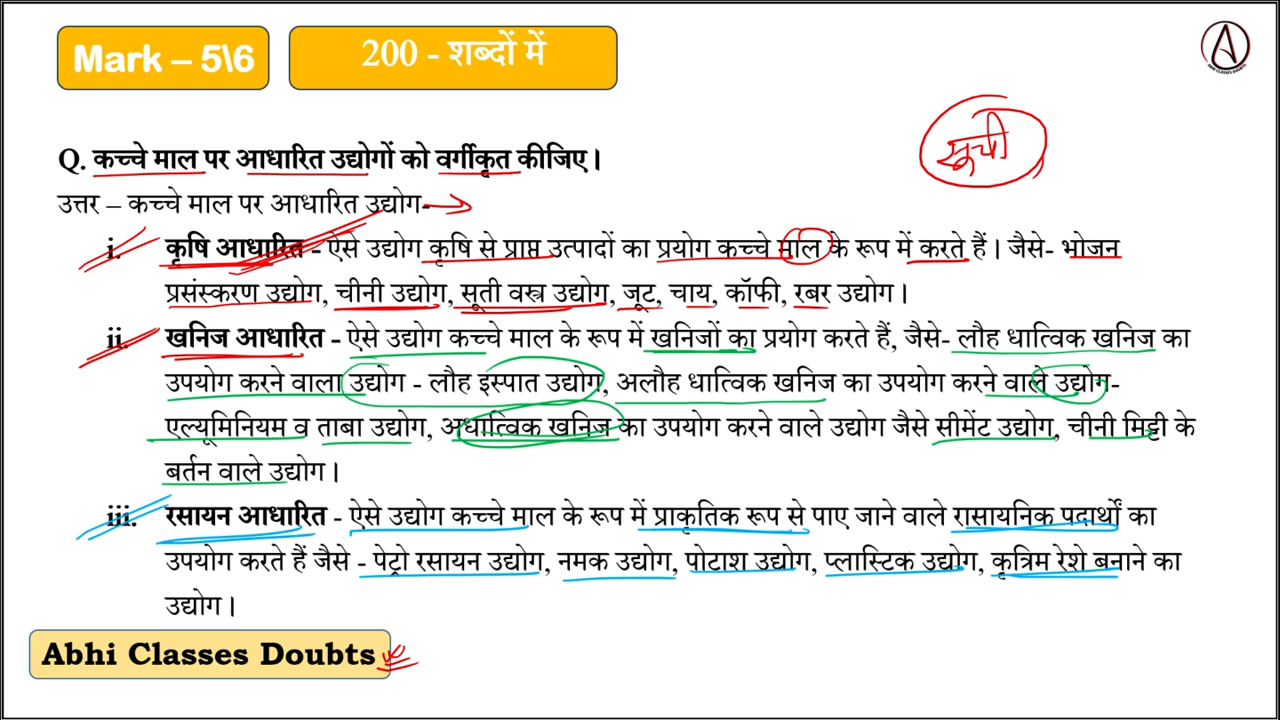 Mark – 5\6
200 - शब्दों में
ABHI CLASSES DOUBTS
सूची
Q. कच्चे माल पर आधारित उद्योगों को वर्गीकृत कीजिए।
उत्तर – कच्चे माल पर आधारित उद्योग-
i. कृषि आधारित - ऐसे उद्योग कृषि से प्राप्त उत्पादों का प्रयोग कच्चे माल के रूप में करते हैं। जैसे- भोजन
प्रसंस्करण उद्योग, चीनी उद्योग, सूती वस्त्र उद्योग, जूट, चाय, कॉफी, रबर उद्योग।
ii. खनिज आधारित - ऐसे उद्योग कच्चे माल के रूप में खनिजों का प्रयोग करते हैं, जैसे- लौह धात्विक खनिज का
उपयोग करने वाला उद्योग - लौह इस्पात उद्योग, अलौह धात्विक खनिज का उपयोग करने वाले उद्योग-
एल्यूमिनियम व ताबा उद्योग, अधात्विक खनिज का उपयोग करने वाले उद्योग जैसे सीमेंट उद्योग, चीनी मिट्टी के
बर्तन वाले उद्योग।
iii. रसायन आधारित - ऐसे उद्योग कच्चे माल के रूप में प्राकृतिक रूप से पाए जाने वाले रासायनिक पदार्थों का
उपयोग करते हैं जैसे - पेट्रो रसायन उद्योग, नमक उद्योग, पोटाश उद्योग, प्लास्टिक उद्योग, कृत्रिम रेशे बनाने का
उद्योग।
Abhi Classes Doubts